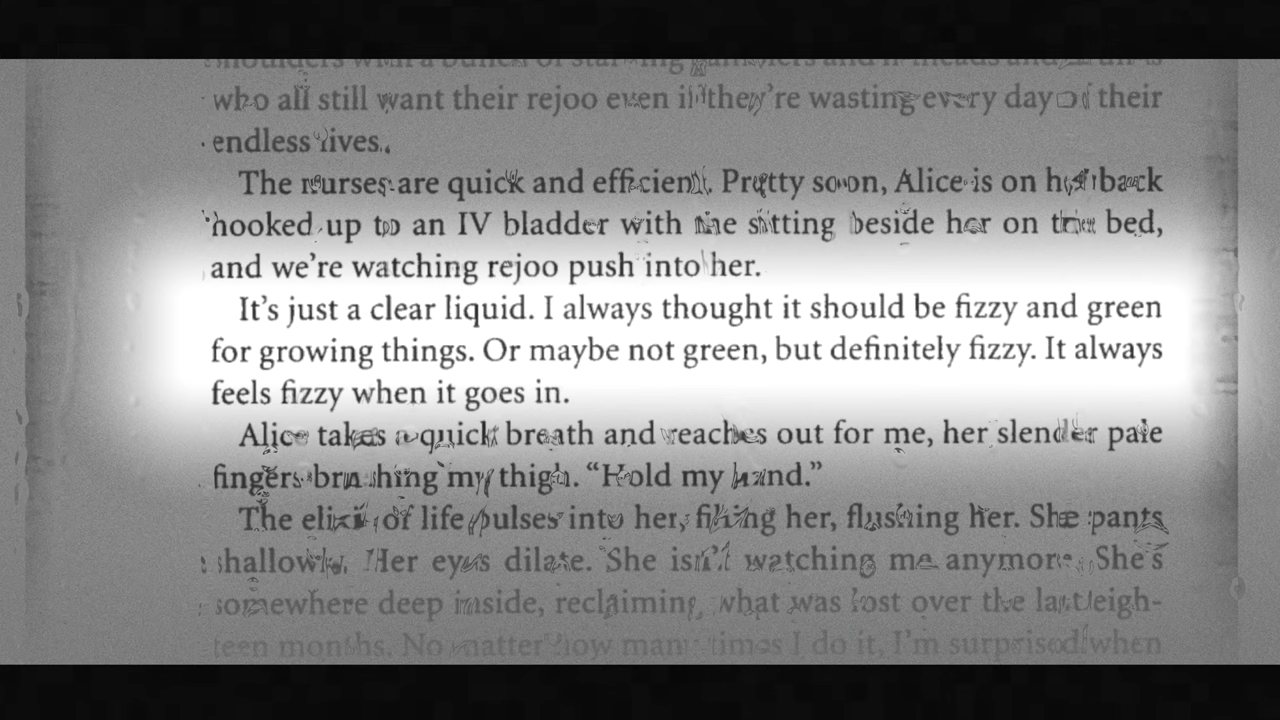 who all still want their rejoo even if they're wasting every day of their
endless lives.
The nurses are quick and efficient. Pretty soon, Alice is on her back
hooked up to an IV bladder with me sitting beside her on the bed,
and we're watching rejoo push into her.
It's just a clear liquid. I always thought it should be fizzy and green
for growing things. Or maybe not green, but definitely fizzy. It always
feels fizzy when it goes in.
Alice takes a quick breath and reaches out for me, her slender pale
fingers brushing my thigh. “Hold my hand.”
The elixir of life pulses into her, filling her, flushing her. She pants
shallowly. Her eyes dilate. She isn't watching me anymore. She's
somewhere deep inside, reclaiming what was lost over the last eigh-
teen months. No matter how many times I do it, I'm surprised when